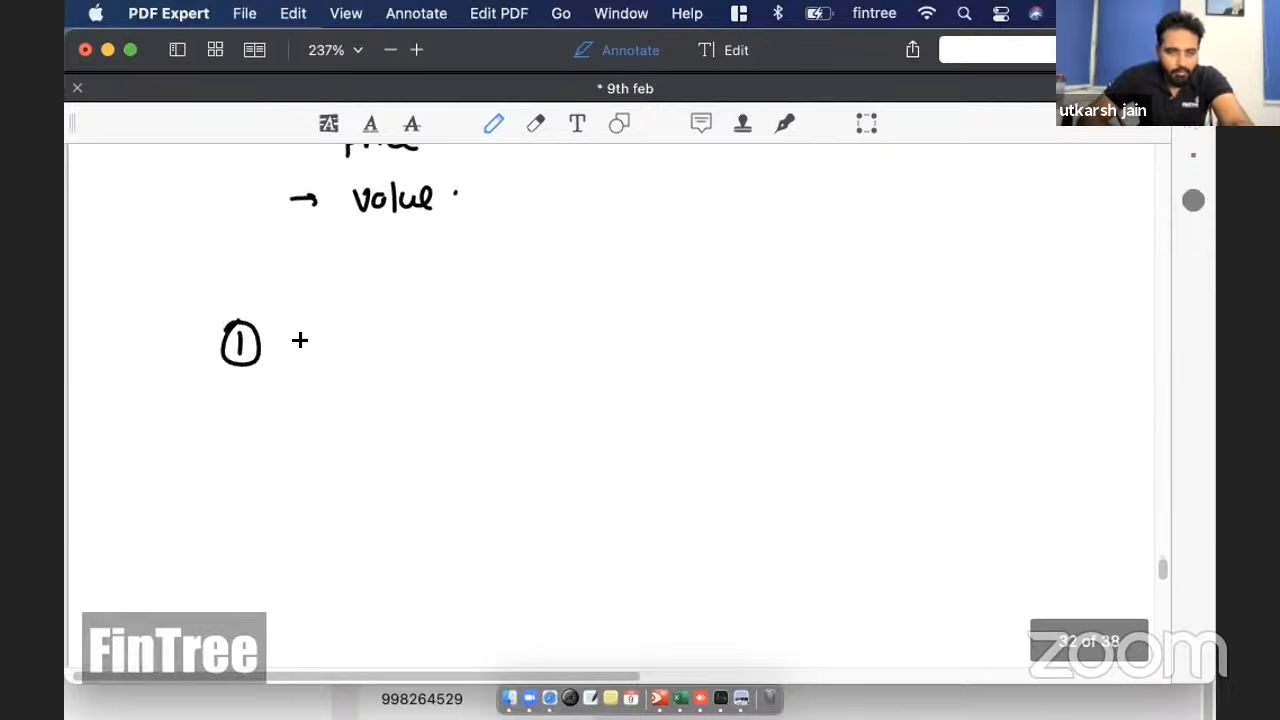 PDF Expert File Edit View Annotate Edit PDF Go Window Help fintree
237% Annotate T Edit
* 9th feb
utkarsh jain
A A A T
price
→ value .
① 
32 of 38
FinTree
zoom
998264529